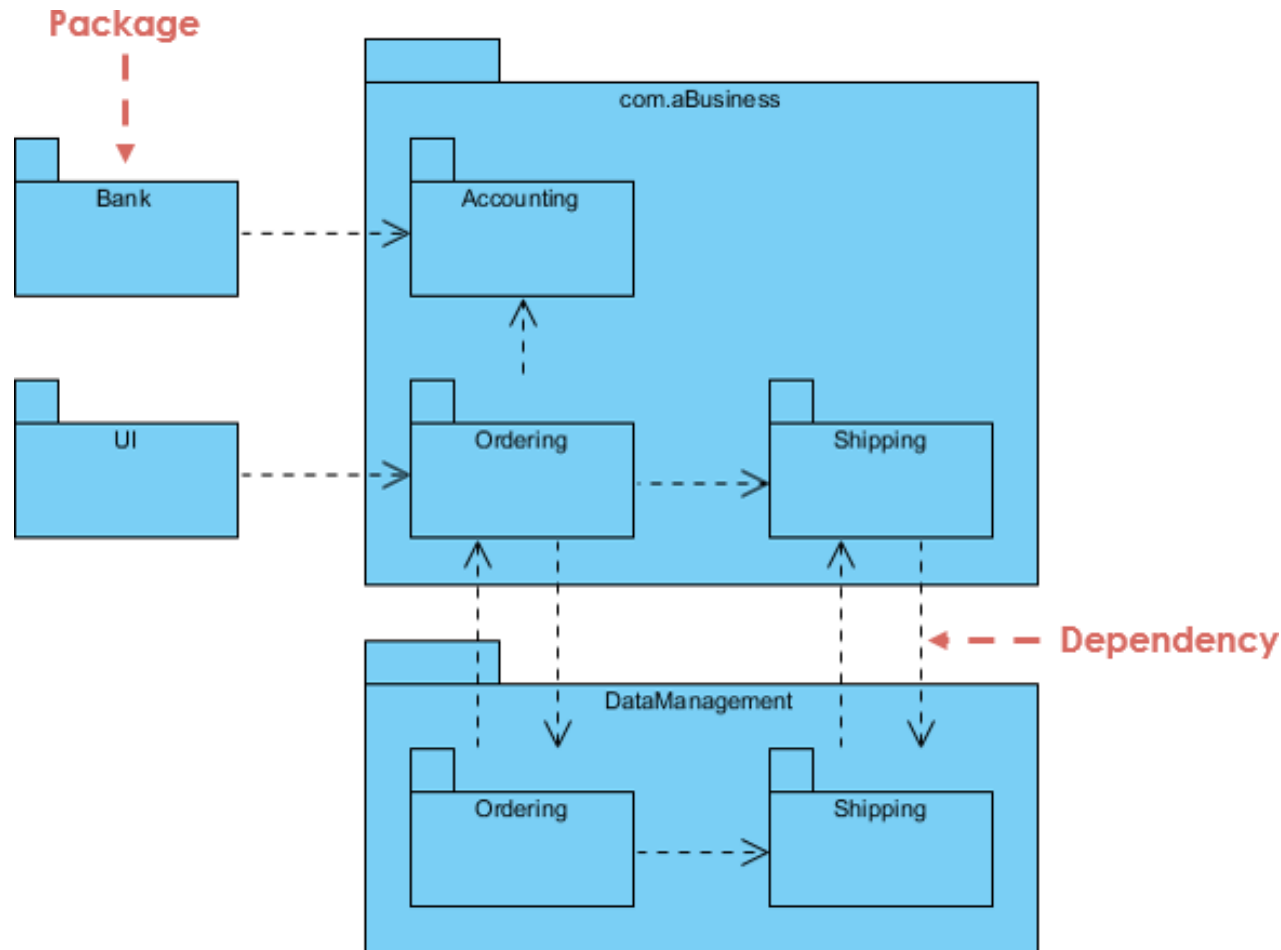 Package
com.aBusiness
Bank
Accounting
UI
Ordering
Shipping
Dependency
DataManagement
Ordering
Shipping